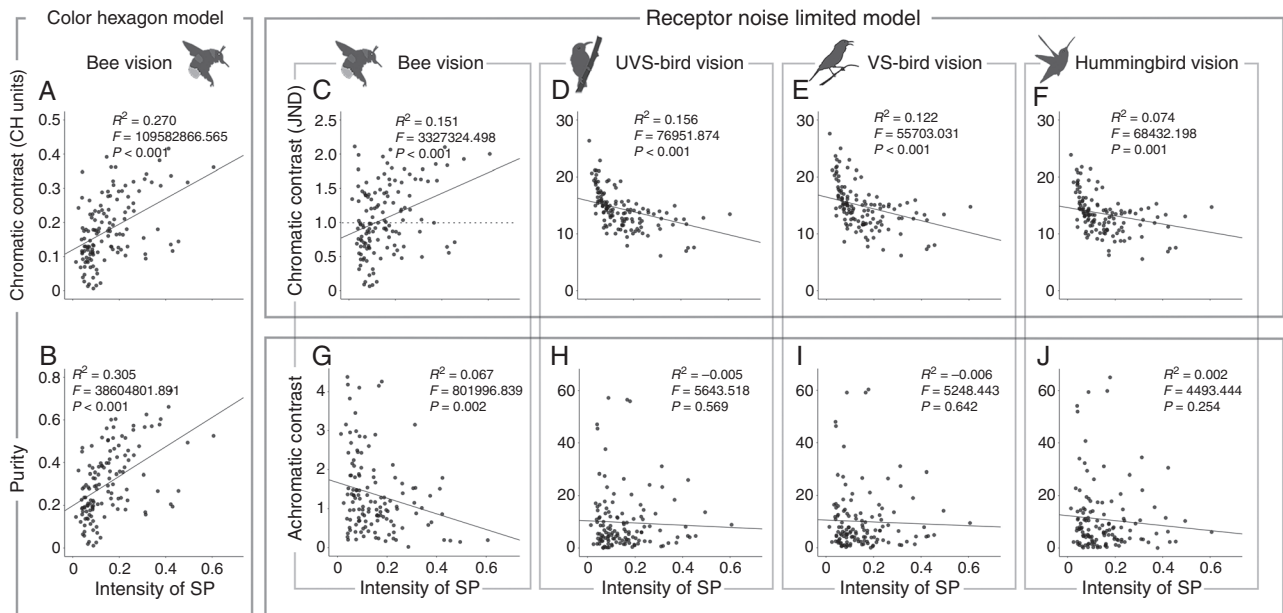 Color hexagon model
Receptor noise limited model
Bee vision
Bee vision
UVS-bird vision
VS-bird vision
Hummingbird vision
A
Chromatic contrast (CH units)
0.5
0.4
0.3
0.2
0.1
0
R² = 0.270
F = 109582866.565
P < 0.001
C
Chromatic contrast (JND)
2.5
2.0
1.5
1.0
0.5
0
R² = 0.151
F = 3327324.498
P < 0.001
D
30
20
10
0
R² = 0.156
F = 76951.874
P < 0.001
E
30
20
10
0
R² = 0.122
F = 55703.031
P < 0.001
F
30
20
10
0
R² = 0.074
F = 68432.198
P = 0.001
B
Purity
0.8
0.6
0.4
0.2
0
R² = 0.305
F = 38604801.891
P < 0.001
0 0.2 0.4 0.6
Intensity of SP
G
Achromatic contrast
4
3
2
1
0
R² = 0.067
F = 801996.839
P = 0.002
0 0.2 0.4 0.6
Intensity of SP
H
60
40
20
0
R² = −0.005
F = 5643.518
P = 0.569
0 0.2 0.4 0.6
Intensity of SP
I
60
40
20
0
R² = −0.006
F = 5248.443
P = 0.642
0 0.2 0.4 0.6
Intensity of SP
J
60
40
20
0
R² = 0.002
F = 4493.444
P = 0.254
0 0.2 0.4 0.6
Intensity of SP